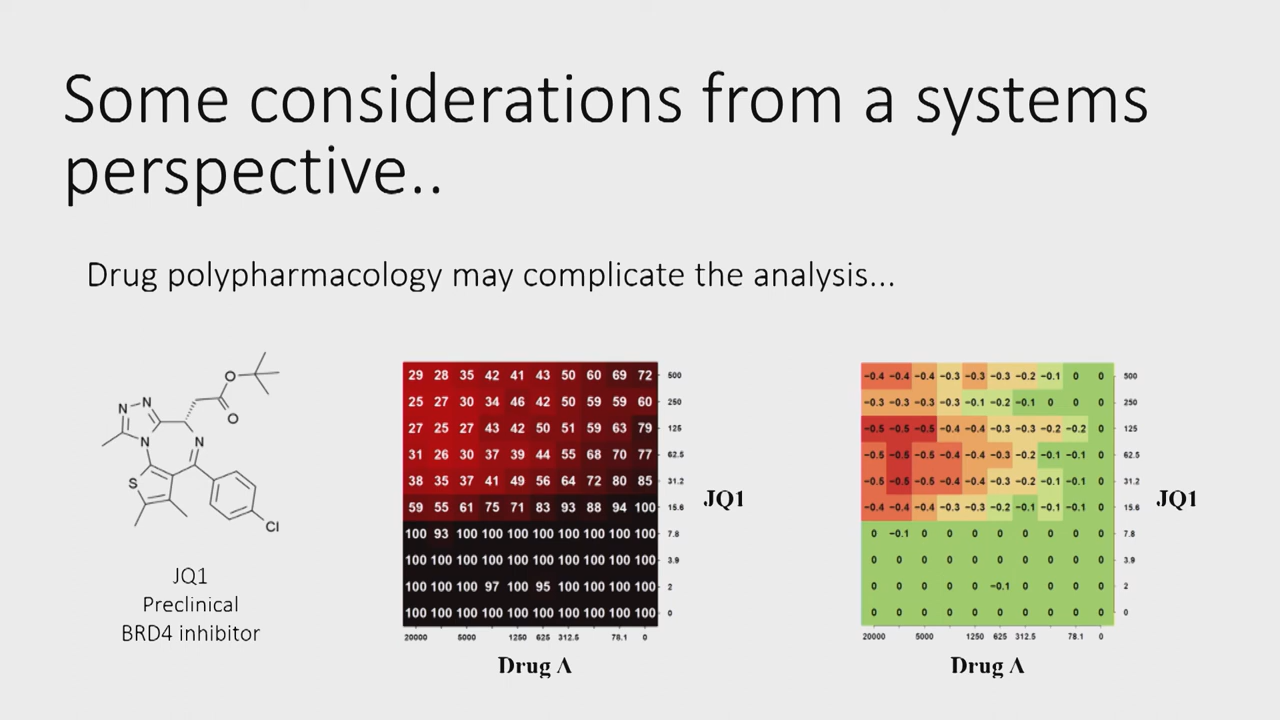 Some considerations from a systems
perspective..
Drug polypharmacology may complicate the analysis...
O
O
N
N
N
N
S
Cl
JQ1
Preclinical
BRD4 inhibitor
29 28 35 42 41 43 50 60 69 72 500
25 27 30 34 46 42 50 59 59 60 250
27 25 27 43 42 50 51 59 63 79 125
31 26 30 37 39 44 55 68 70 77 62.5
38 35 37 41 49 56 64 72 80 85 31.2
59 55 61 75 71 83 93 88 94 100 15.6
100 93 100 100 100 100 100 100 100 100 7.8
100 100 100 100 100 100 100 100 100 100 3.9
100 100 100 97 100 95 100 100 100 100 2
100 100 100 100 100 100 100 100 100 100 0
20000 5000 1250 625 312.5 78.1 0
JQ1
Drug A
−0.4 −0.4 −0.4 −0.3 −0.3 −0.3 −0.2 −0.1 0 0 500
−0.3 −0.3 −0.3 −0.3 −0.1 −0.2 −0.1 0 0 0 250
−0.5 −0.5 −0.5 −0.4 −0.4 −0.3 −0.3 −0.2 −0.2 0 125
−0.5 −0.5 −0.5 −0.4 −0.4 −0.3 −0.2 −0.1 −0.1 0 62.5
−0.5 −0.5 −0.5 −0.4 −0.4 −0.3 −0.2 −0.1 −0.1 0 31.2
−0.4 −0.4 −0.4 −0.3 −0.3 −0.2 −0.1 −0.1 −0.1 0 15.6
0 −0.1 0 0 0 0 0 0 0 0 7.8
0 0 0 0 0 0 0 0 0 0 3.9
0 0 0 0 0 −0.1 0 0 0 0 2
0 0 0 0 0 0 0 0 0 0 0
20000 5000 1250 625 312.5 78.1 0
JQ1
Drug A